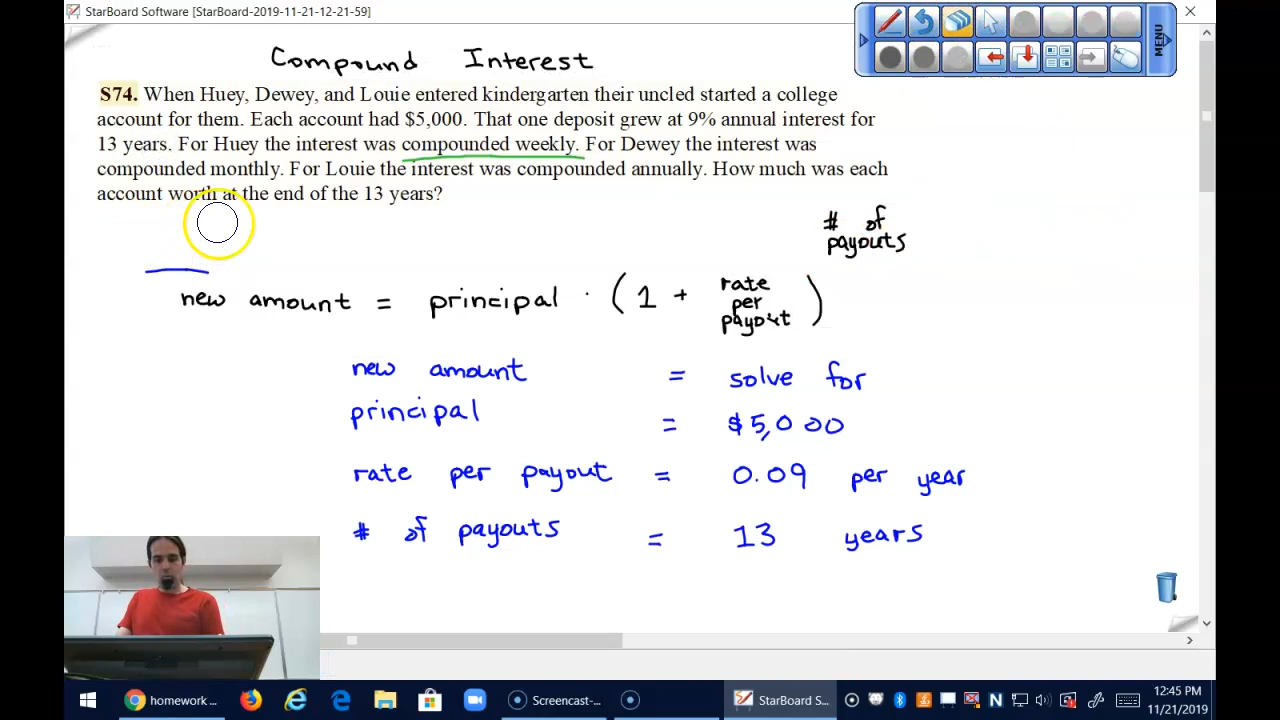 StarBoard Software [StarBoard-2019-11-21-12-21-59]
MENU
Compound Interest
S74. When Huey, Dewey, and Louie entered kindergarten their uncled started a college
account for them. Each account had $5,000. That one deposit grew at 9% annual interest for
13 years. For Huey the interest was compounded weekly. For Dewey the interest was
compounded monthly. For Louie the interest was compounded annually. How much was each
account worth at the end of the 13 years?
# of
payouts
new amount = principal · ( 1 + rate per payout )
new amount = solve for
principal = $5,000
rate per payout = 0.09 per year
# of payouts = 13 years
homework ...
Screencast-...
StarBoard S...
12:45 PM
11/21/2019